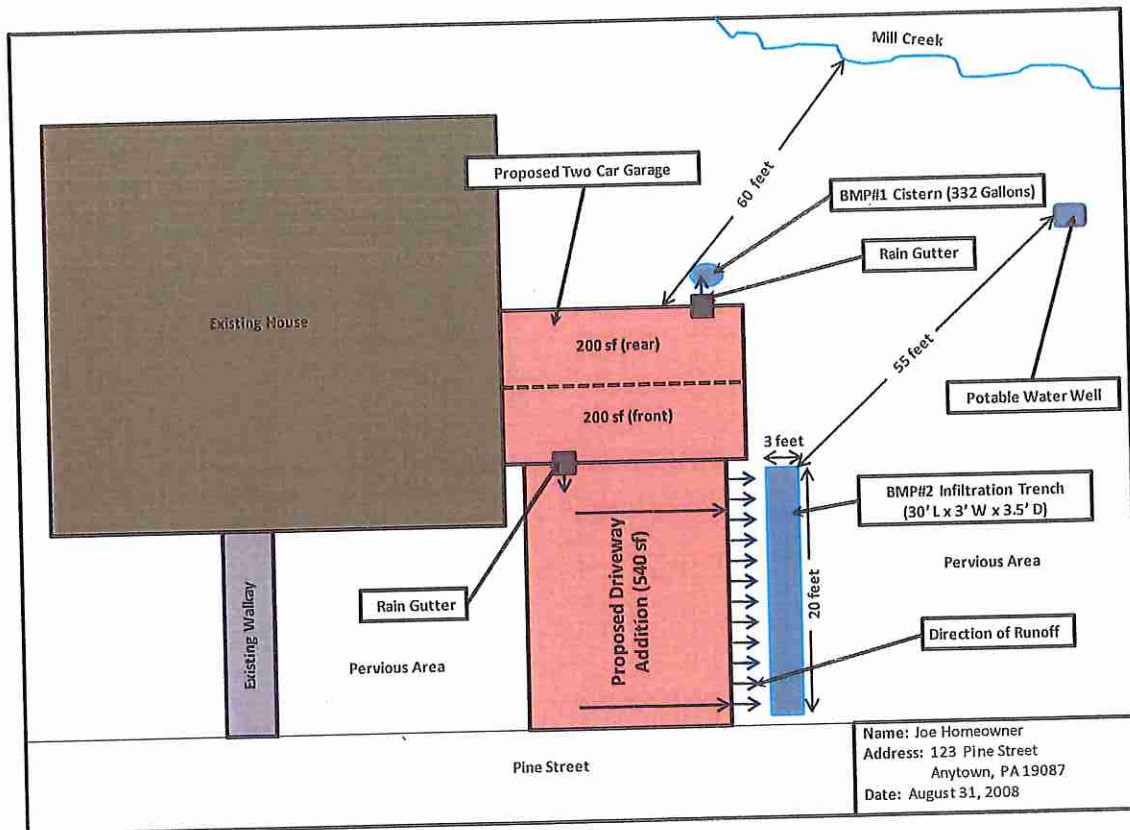 Mill Creek
Proposed Two Car Garage
60 feet
BMP#1 Cistern (332 Gallons)
Rain Gutter
Existing House
200 sf (rear)
55 feet
200 sf (front)
Potable Water Well
3 feet
BMP#2 Infiltration Trench
(30' L x 3' W x 3.5' D)
Proposed Driveway
Addition (540 sf)
Pervious Area
20 feet
Rain Gutter
Existing Walkay
Direction of Runoff
Pervious Area
Pine Street
Name: Joe Homeowner
Address: 123 Pine Street
Anytown, PA 19087
Date: August 31, 2008